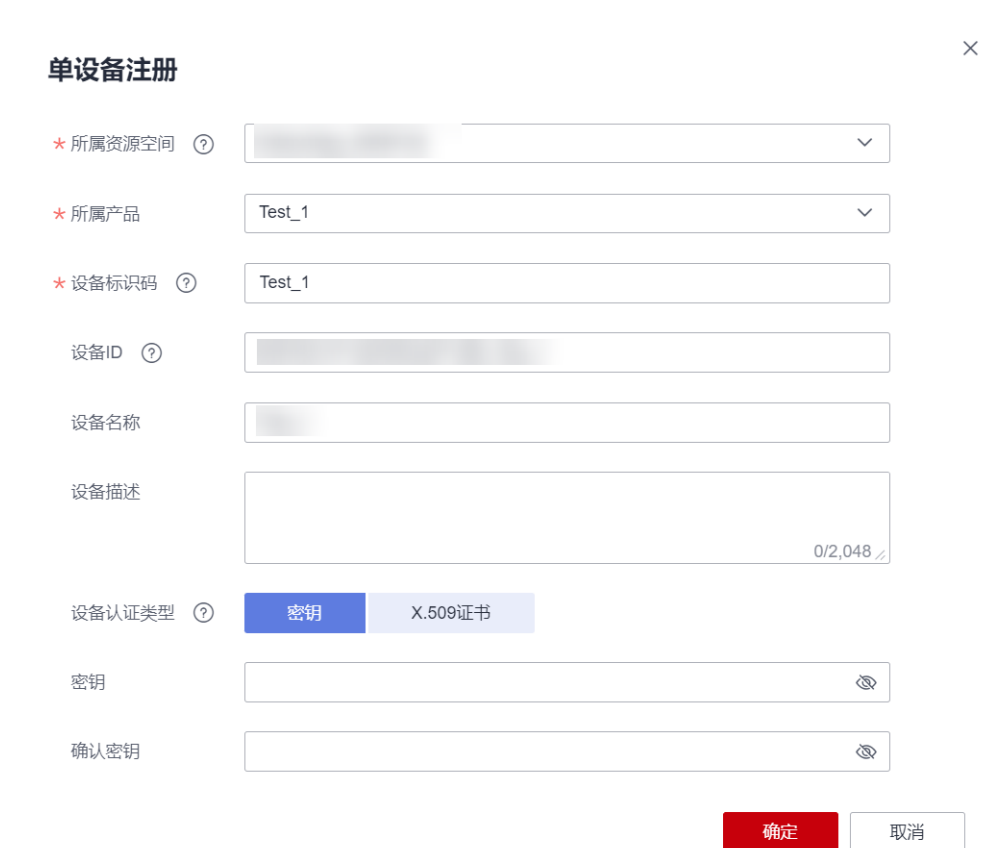 单设备注册
* 所属资源空间 ?
* 所属产品 Test_1
* 设备标识码 ? Test_1
设备ID ?
设备名称
设备描述
0/2,048
设备认证类型 ? 密钥 X.509证书
密钥
确认密钥
确定 取消